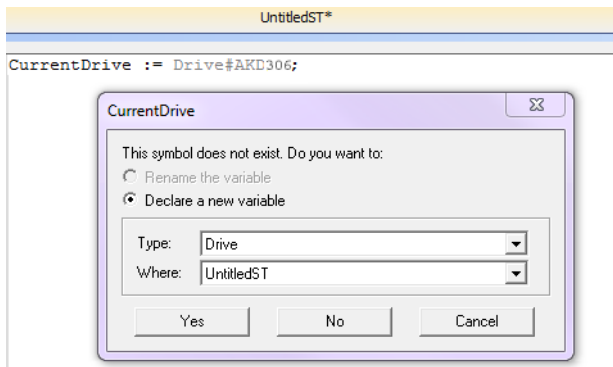 UntitledST*
CurrentDrive := Drive#AKD306;
CurrentDrive
This symbol does not exist. Do you want to:
Rename the variable
Declare a new variable
Type: Drive
Where: UntitledST
Yes No Cancel